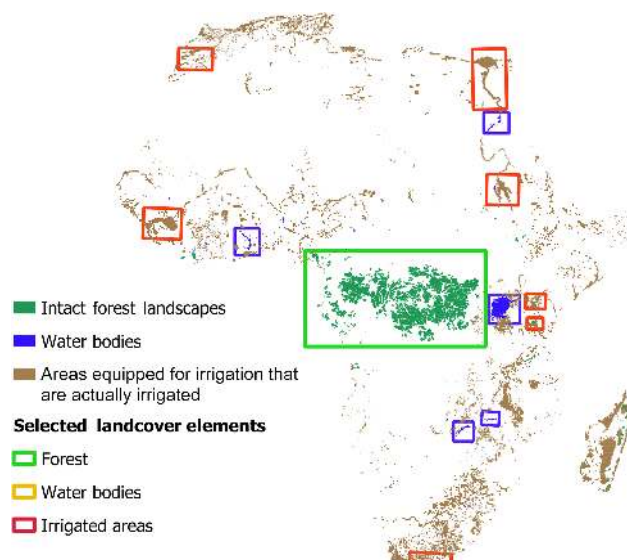 Intact forest landscapes
Water bodies
Areas equipped for irrigation that
are actually irrigated
Selected landcover elements
Forest
Water bodies
Irrigated areas